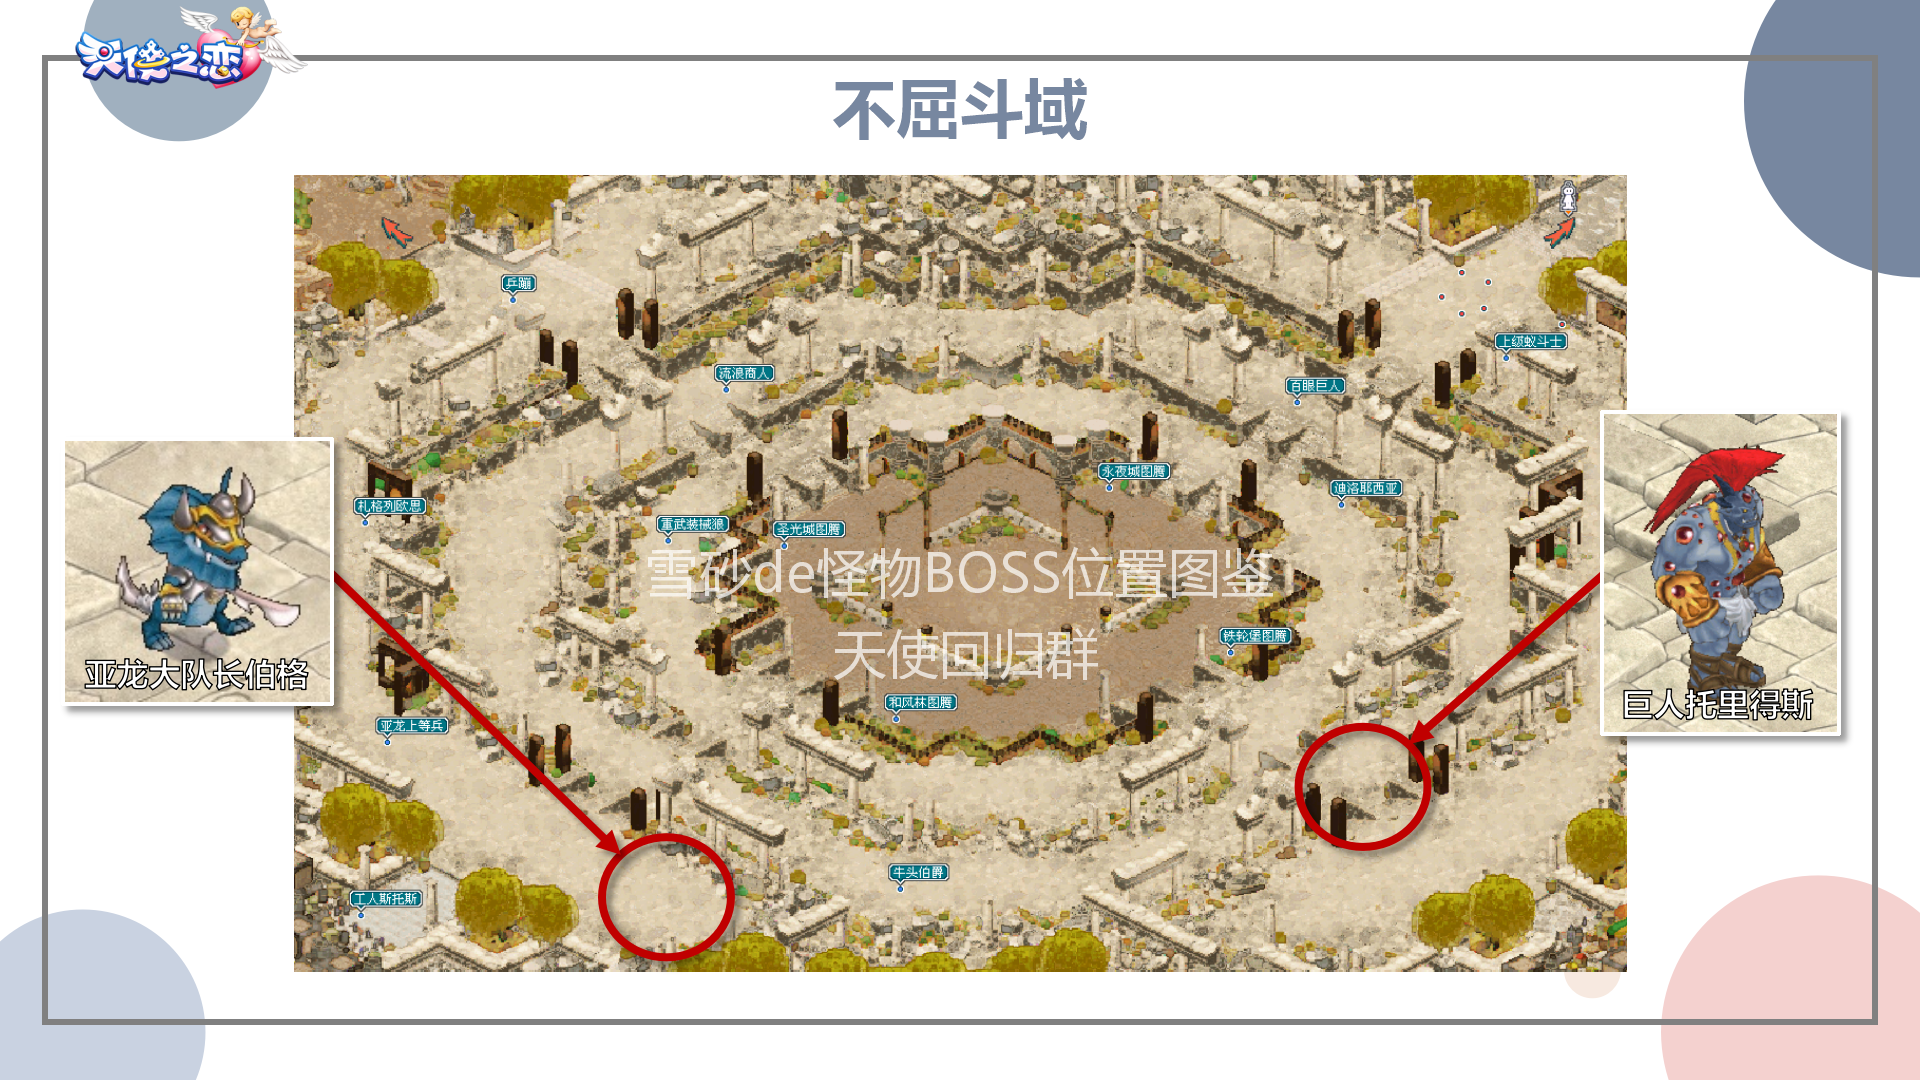 天使之恋
不屈斗域
乒蹦
上级蚁斗士
流浪商人
百眼巨人
永夜城图腾
迪洛耶西亚
札格列欧思
重武装械狼
圣光城图腾
雪砂de怪物BOSS位置图鉴
铁轮堡图腾
天使回归群
亚龙大队长伯格
巨人托里得斯
和风林图腾
亚龙上等兵
牛头伯爵
工人斯托斯